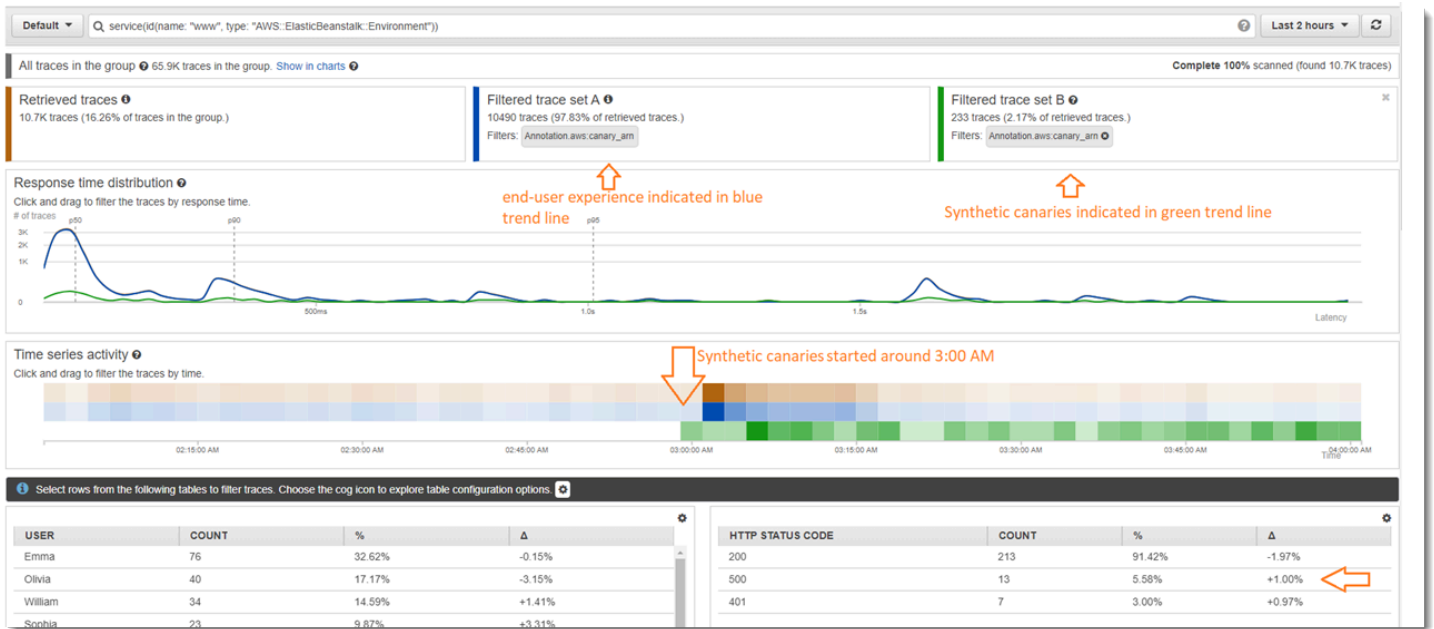 Default
service(id(name: "www", type: "AWS::ElasticBeanstalk::Environment"))
Last 2 hours
All traces in the group 65.9K traces in the group. Show in charts
Complete 100% scanned (found 10.7K traces)
Retrieved traces
10.7K traces (16.26% of traces in the group.)
Filtered trace set A
10490 traces (97.83% of retrieved traces.)
Filters: Annotation.aws:canary_arn
Filtered trace set B
233 traces (2.17% of retrieved traces.)
Filters: Annotation.aws:canary_arn
end-user experience indicated in blue
trend line
Synthetic canaries indicated in green trend line
Response time distribution
Click and drag to filter the traces by response time.
# of traces
p50
p90
p95
3K
2K
1K
0
500ms
1.0s
1.5s
Latency
Time series activity
Click and drag to filter the traces by time.
Synthetic canaries started around 3:00 AM
02:15:00 AM
02:30:00 AM
02:45:00 AM
03:00:00 AM
03:15:00 AM
03:30:00 AM
03:45:00 AM
04:00:00 AM
Time
Select rows from the following tables to filter traces. Choose the cog icon to explore table configuration options.
USER COUNT % Δ
Emma 76 32.62% -0.15%
Olivia 40 17.17% -3.15%
William 34 14.59% +1.41%
Sophia 23 9.87% +3.31%
HTTP STATUS CODE COUNT % Δ
200 213 91.42% -1.97%
500 13 5.58% +1.00%
401 7 3.00% +0.97%